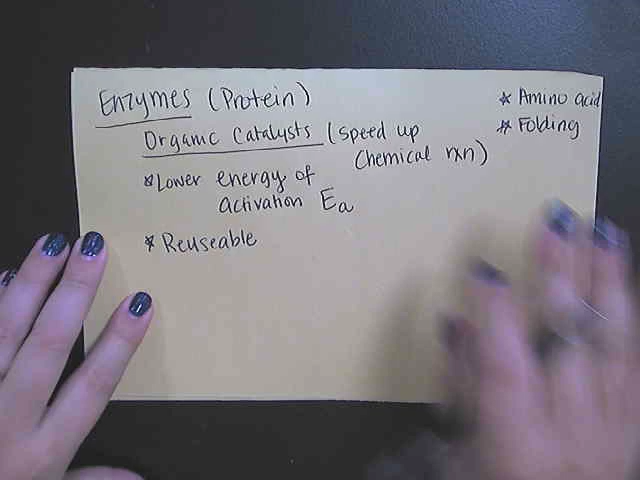 Enzymes (Protein)
Organic Catalysts (speed up
Chemical rxn)
* Lower energy of
activation Ea
* Reuseable
* Amino acid
* Folding